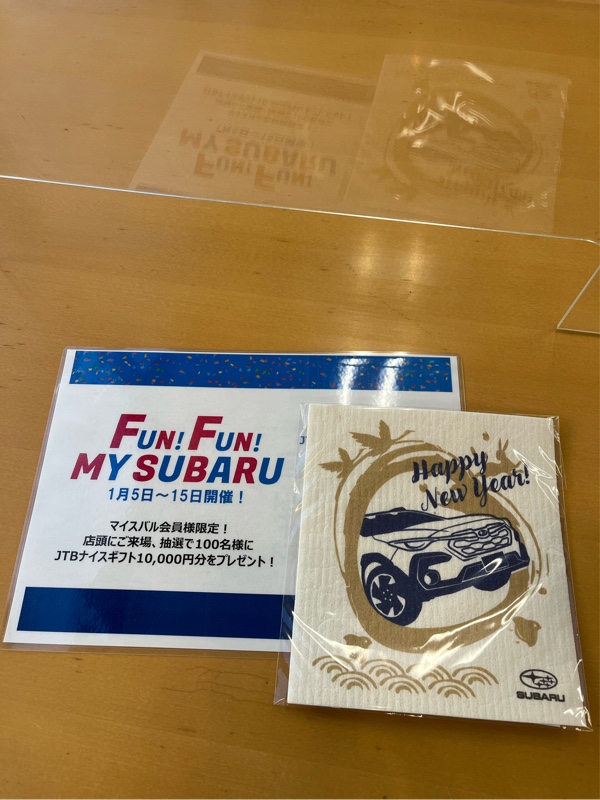 FUN! FUN!
MY SUBARU
1月5日～15日開催！
マイスバル会員様限定！
店頭にご来場、抽選で100名様に
JTBナイスギフト10,000円分をプレゼント！
Happy
New Year!
SUBARU